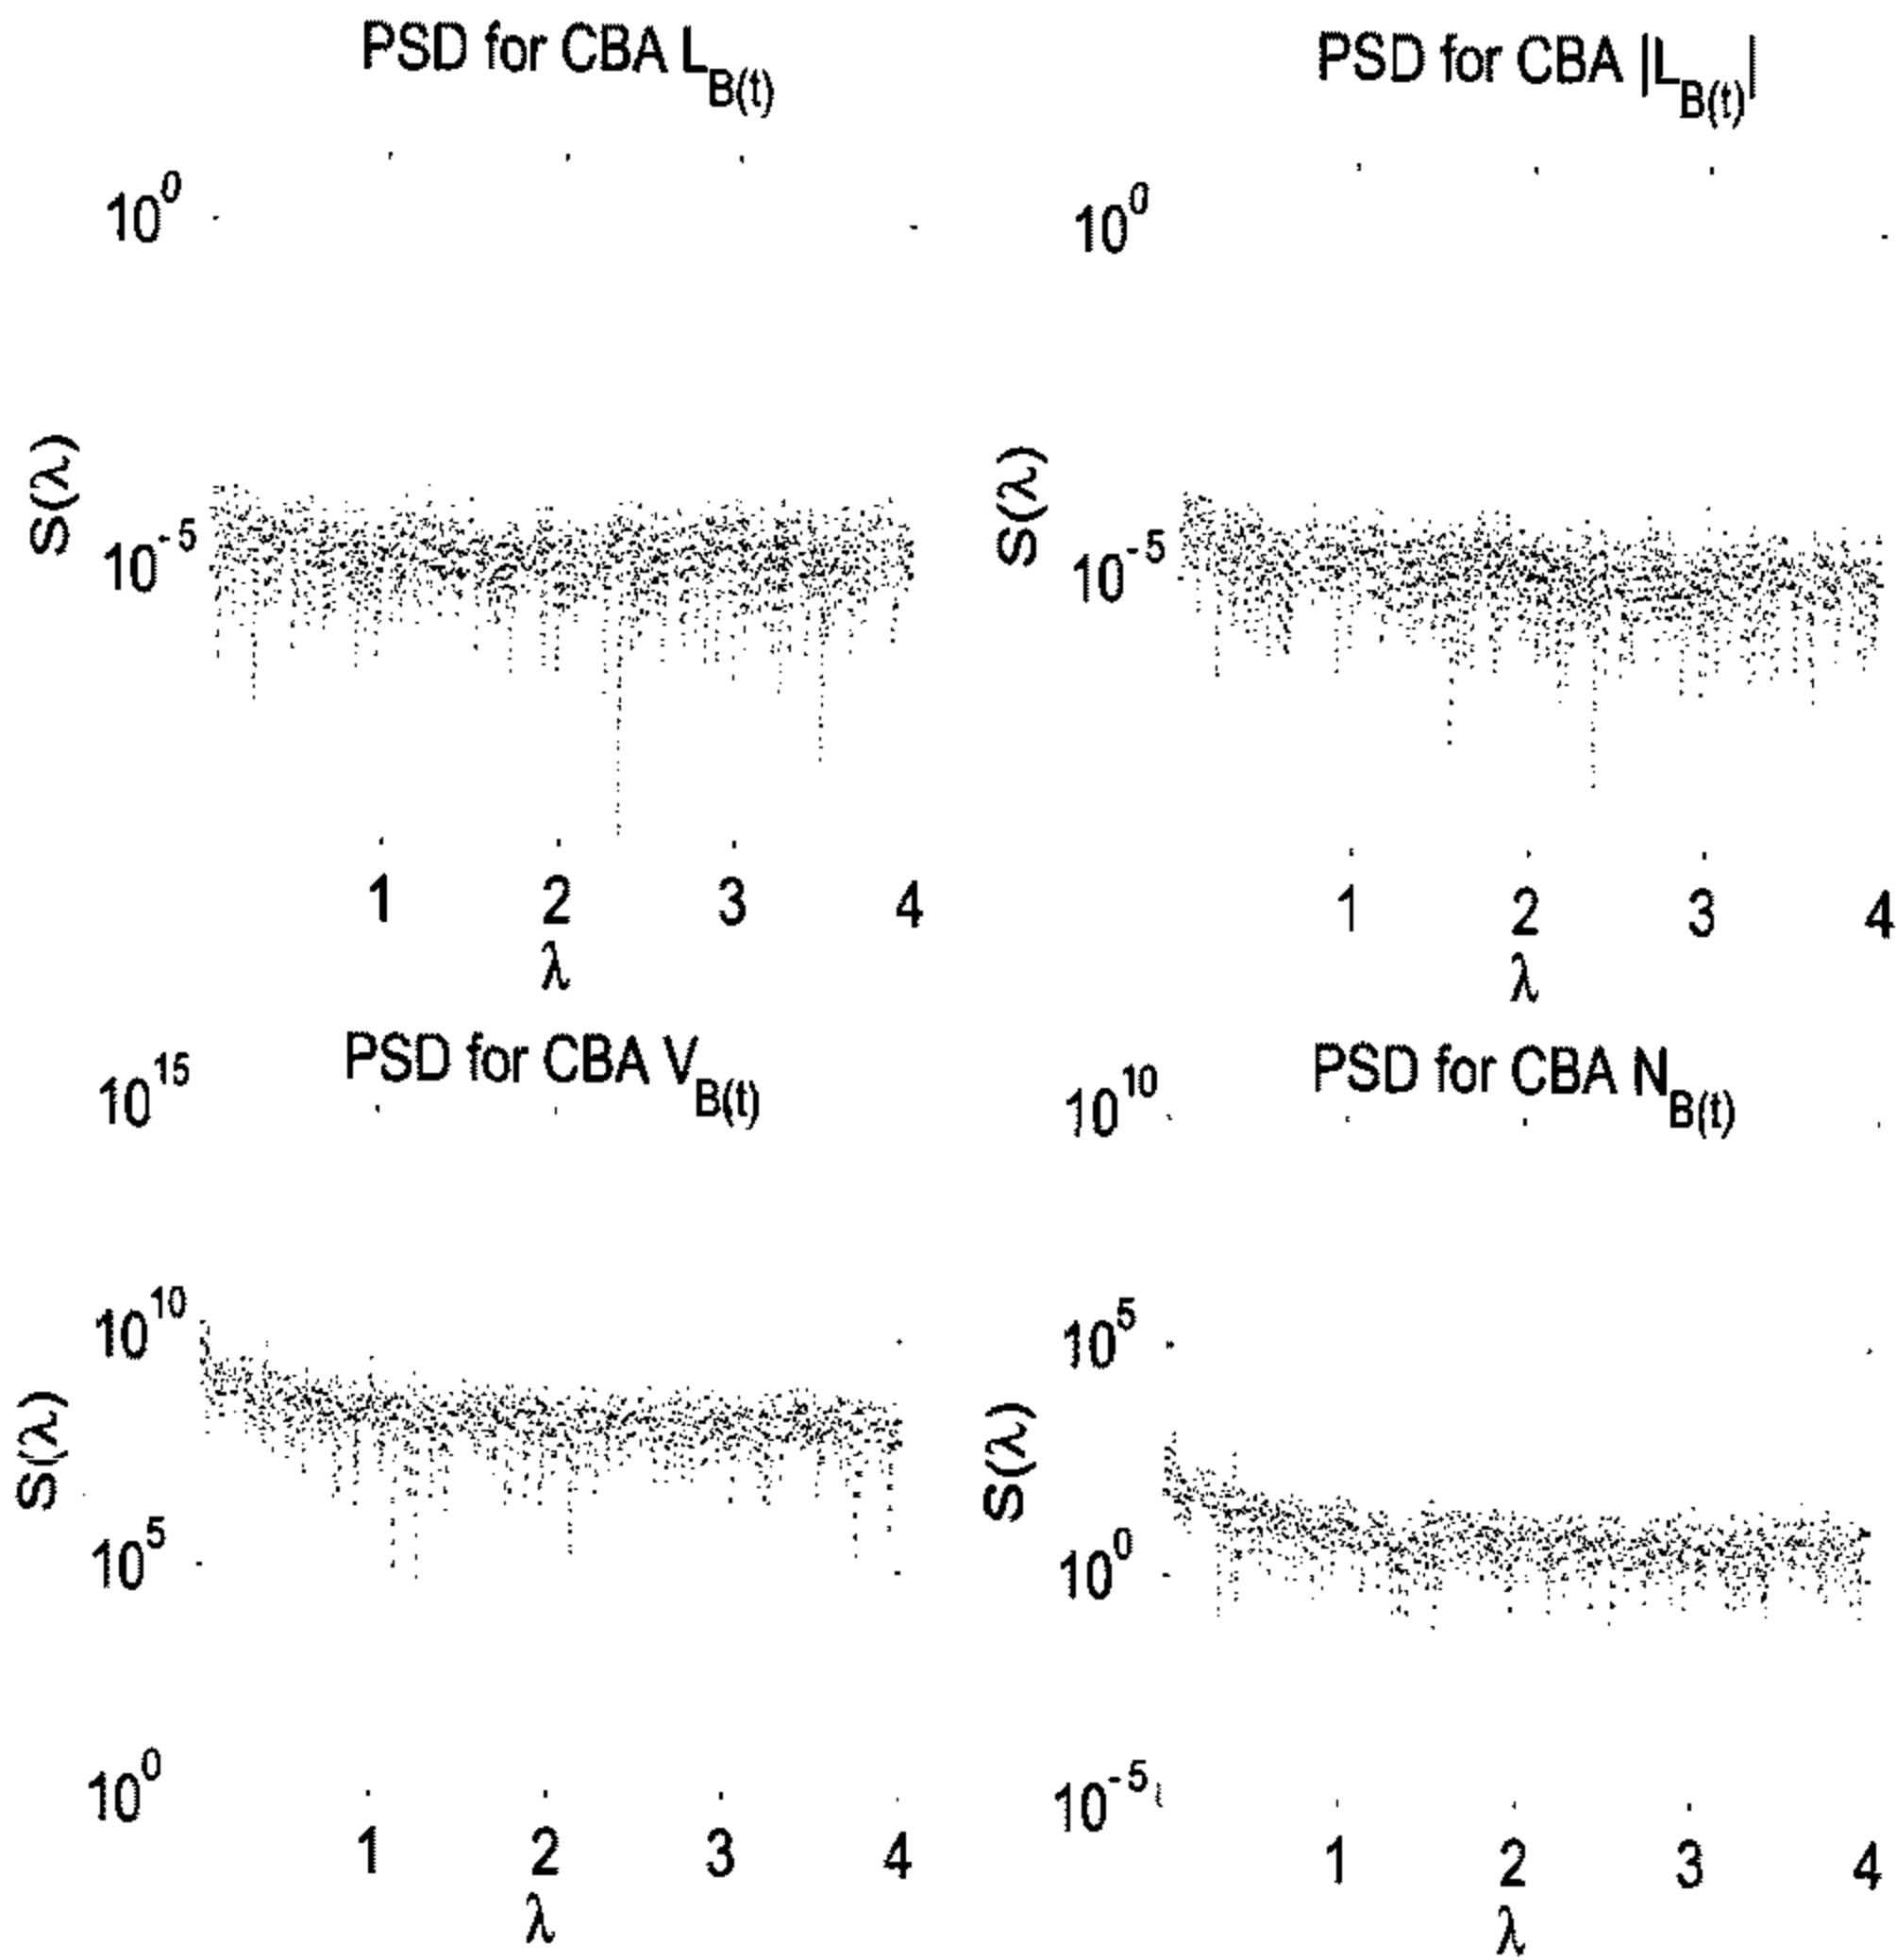 PSD for CBA L_B(t)
10^0
S(λ)
10^-5
1 2 3 4
λ
PSD for CBA |L_B(t)|
10^0
S(λ)
10^-5
1 2 3 4
λ
PSD for CBA V_B(t)
10^15
10^10
S(λ)
10^5
10^0
1 2 3 4
λ
PSD for CBA N_B(t)
10^10
10^5
S(λ)
10^0
10^-5
1 2 3 4
λ